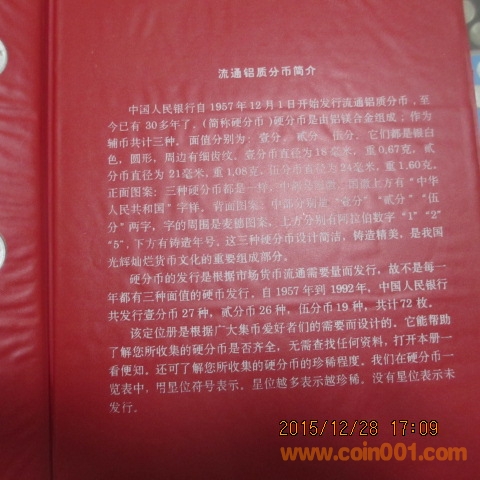 流通铝质分币简介
中国人民银行自1957年12月1日开始发行流通铝质分币,至
今已有30多年了,(简称硬分币)硬分币是由铝镁合金组成;作为
辅币共计三种。面值分别为:壹分、贰分、伍分。它们都是银白
色,圆形,周边有细齿纹、壹分币直径为18毫米,重0,67克,贰
分币直径为21毫米,重1,08克、伍分币直径为24毫米,重1.60克。
正面图案:三种硬分币都是一样,中部是国徽、国徽上方有“中华
人民共和国”字样。背面图案:中部分别量“壹分”、“贰分”、“伍
分”两字,字的周围是麦德图案,上方分别有阿拉伯数字“1”“2”
“5”,下方有铸造年号,这三种硬分币设计简洁,铸造精美,是我国
光辉灿烂货币文化的重要组成部分。
硬分币的发行是根据市场货币流通需要量而发行,故不是每一
年都有三种面值的硬币发行,自1957年到1992年,中国人民银行
共发行壹分币27种,贰分币26种,伍分币19种,共计72枚。
该定位册是根据广大集币爱好者们的需要而设计的。它能帮助
了解您所收集的硬分币是否齐全,无需查找任何资料,打开本册一
看便知。还可了解您所收集的硬分币的珍稀程度。我们在硬分币一
览表中,用星位符号表示,星位越多表示越珍稀。没有星位表示未
发行。
2015/12/28 17:09
www.coin001.com